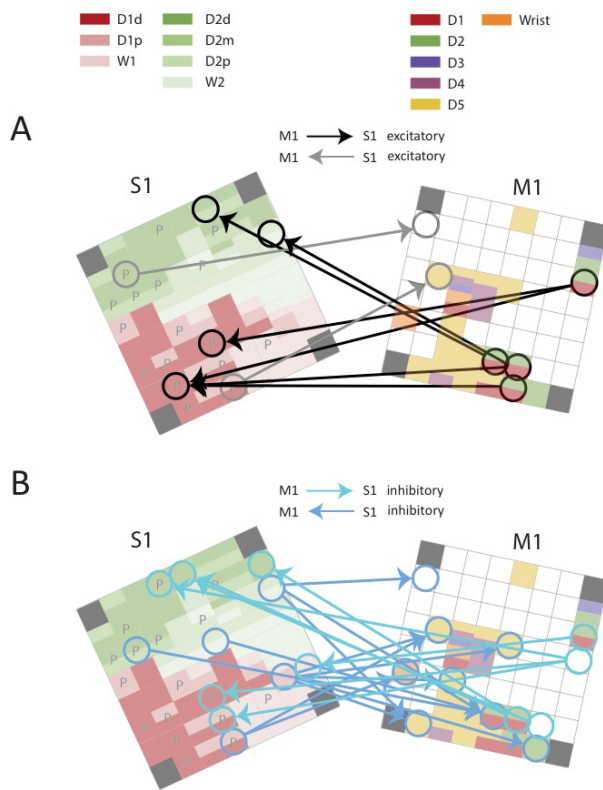 D1d D2d D1 Wrist
D1p D2m D2
W1 D2p D3
W2 D4
D5
A
M1 S1 excitatory
M1 S1 excitatory
S1 M1
P
P
P
P
P
P
P
P
P
P
B
M1 S1 inhibitory
M1 S1 inhibitory
S1 M1
P
P
P
P
P
P
P
P
P
P